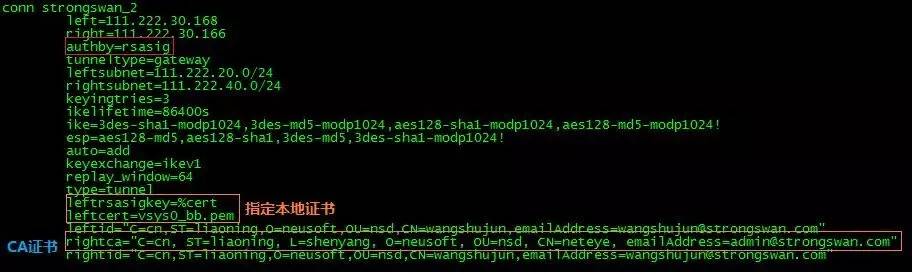 conn strongswan_2
left=111.222.30.168
right=111.222.30.166
authby=rsasig
tunneltype=gateway
leftsubnet=111.222.20.0/24
rightsubnet=111.222.40.0/24
keyingtries=3
ikelifetime=86400s
ike=3des-sha1-modp1024,3des-md5-modp1024,aes128-sha1-modp1024,aes128-md5-modp1024!
esp=aes128-md5,aes128-sha1,3des-md5,3des-sha1!
auto=add
keyexchange=ikev1
replay_window=64
type=tunnel
leftrsasigkey=%cert
leftcert=vsys0_bb.pem
指定本地证书
leftid="C=cn,ST=liaoning,O=neusoft,OU=nsd,CN=wangshujun,emailAddress=wangshujun@strongswan.com"
CA证书
rightca="C=cn, ST=liaoning, L=shenyang, O=neusoft, OU=nsd, CN=neteye, emailAddress=admin@strongswan.com"
rightid="C=cn,ST=liaoning,O=neusoft,OU=nsd,CN=wangshujun,emailAddress=wangshujun@strongswan.com"